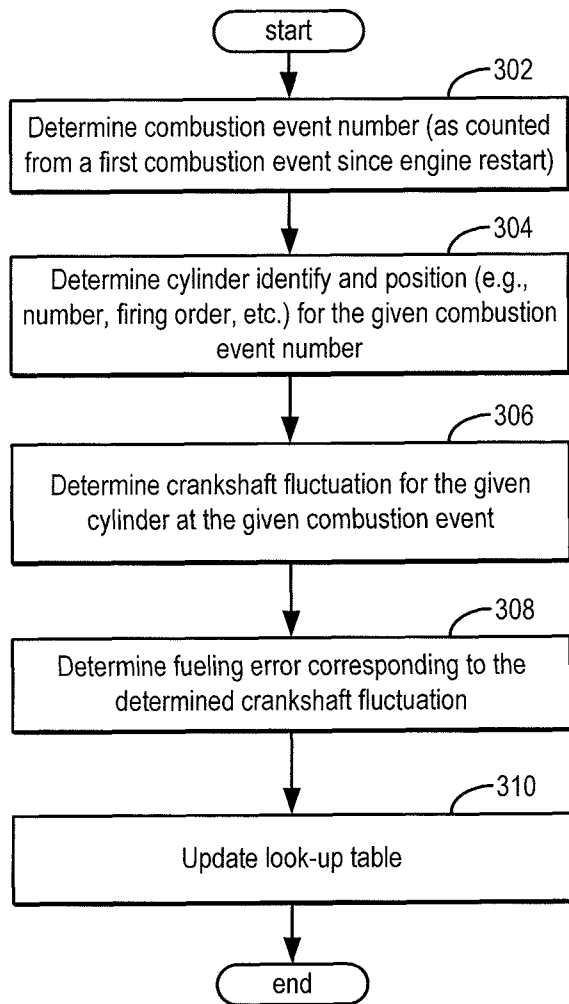 start
302
Determine combustion event number (as counted
from a first combustion event since engine restart)
304
Determine cylinder identify and position (e.g.,
number, firing order, etc.) for the given combustion
event number
306
Determine crankshaft fluctuation for the given
cylinder at the given combustion event
308
Determine fueling error corresponding to the
determined crankshaft fluctuation
310
Update look-up table
end